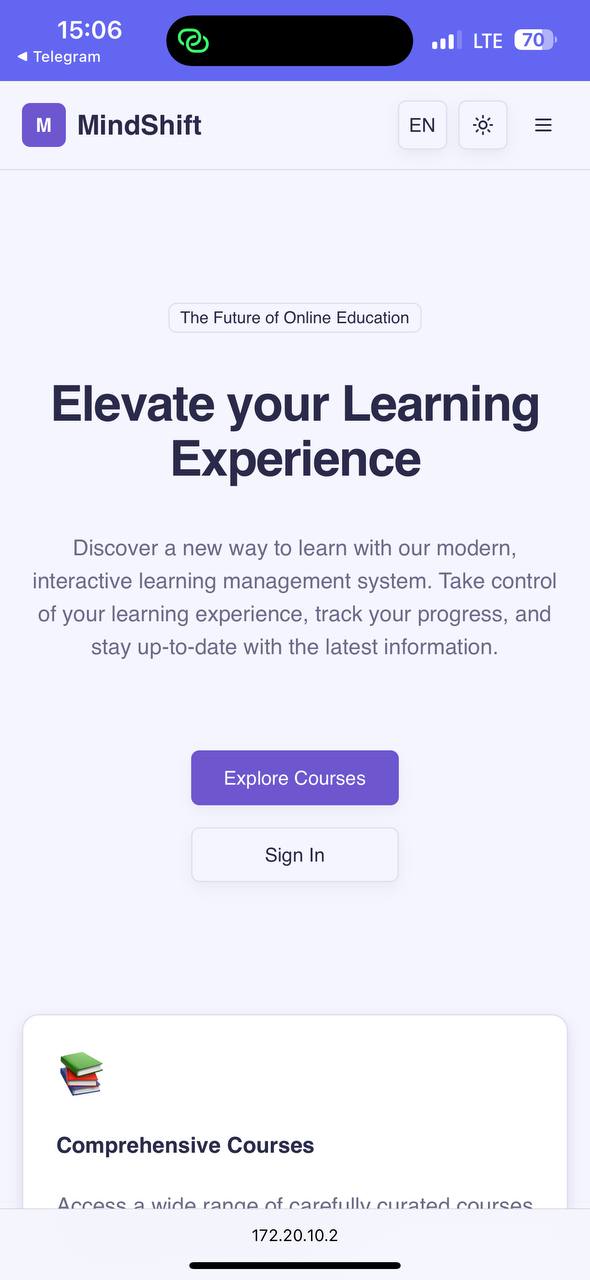 15:06
Telegram
LTE
70
M
MindShift
EN
The Future of Online Education
Elevate your Learning
Experience
Discover a new way to learn with our modern,
interactive learning management system. Take control
of your learning experience, track your progress, and
stay up-to-date with the latest information.
Explore Courses
Sign In
Comprehensive Courses
Access a wide range of carefully curated courses
172.20.10.2